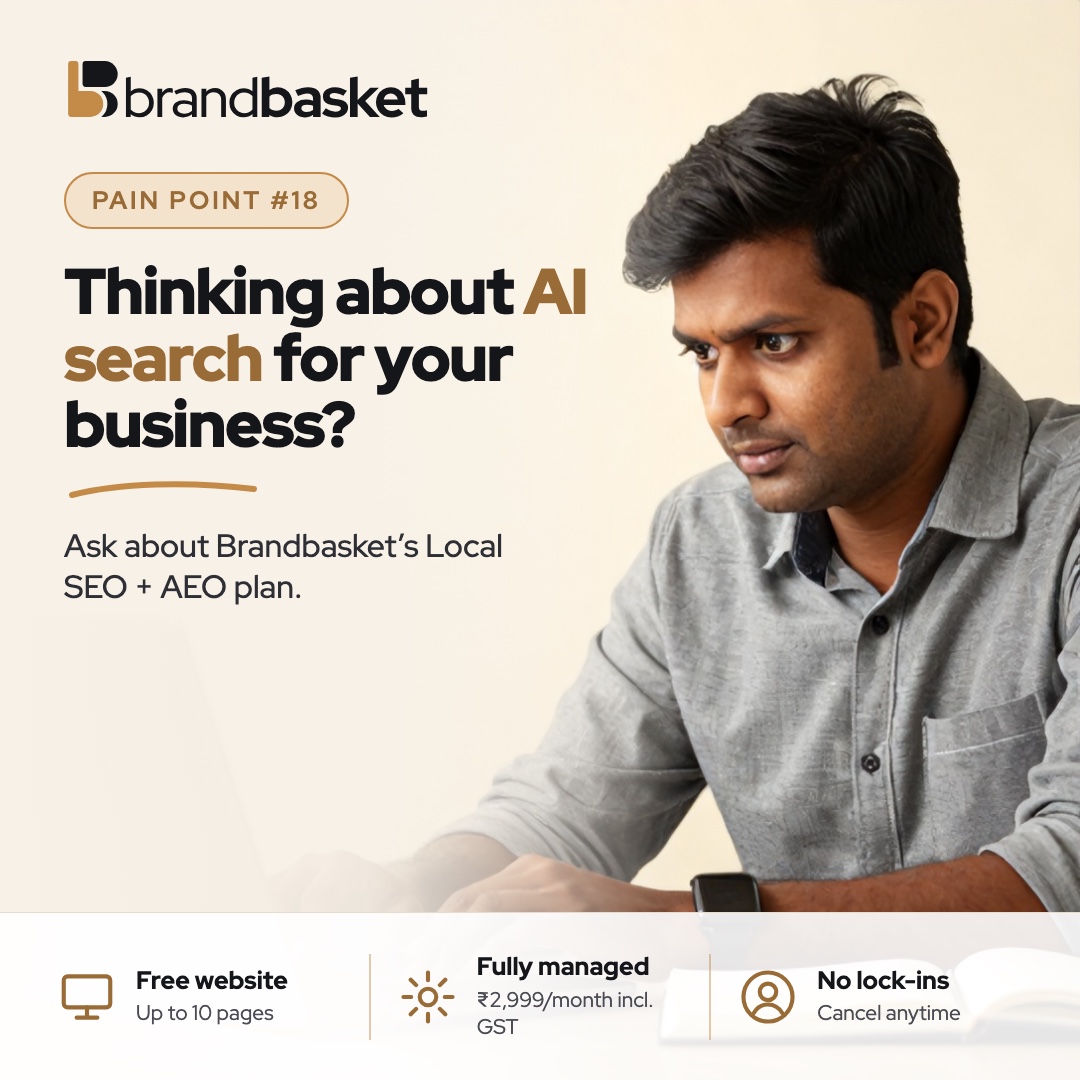 brandbasket
PAIN POINT #18
Thinking about AI
search for your
business?
Ask about Brandbasket’s Local
SEO + AEO plan.
Free website
Up to 10 pages
Fully managed
₹2,999/month incl.
GST
No lock-ins
Cancel anytime